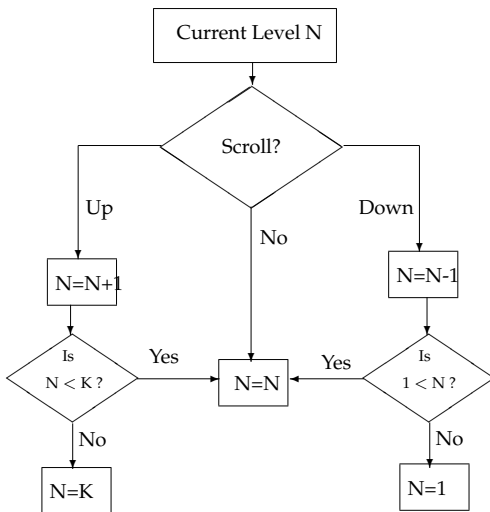 Current Level N
Scroll?
Up
Down
No
N=N+1
N=N-1
Is
N < K ?
Yes
N=N
Yes
Is
1 < N ?
No
No
N=K
N=1